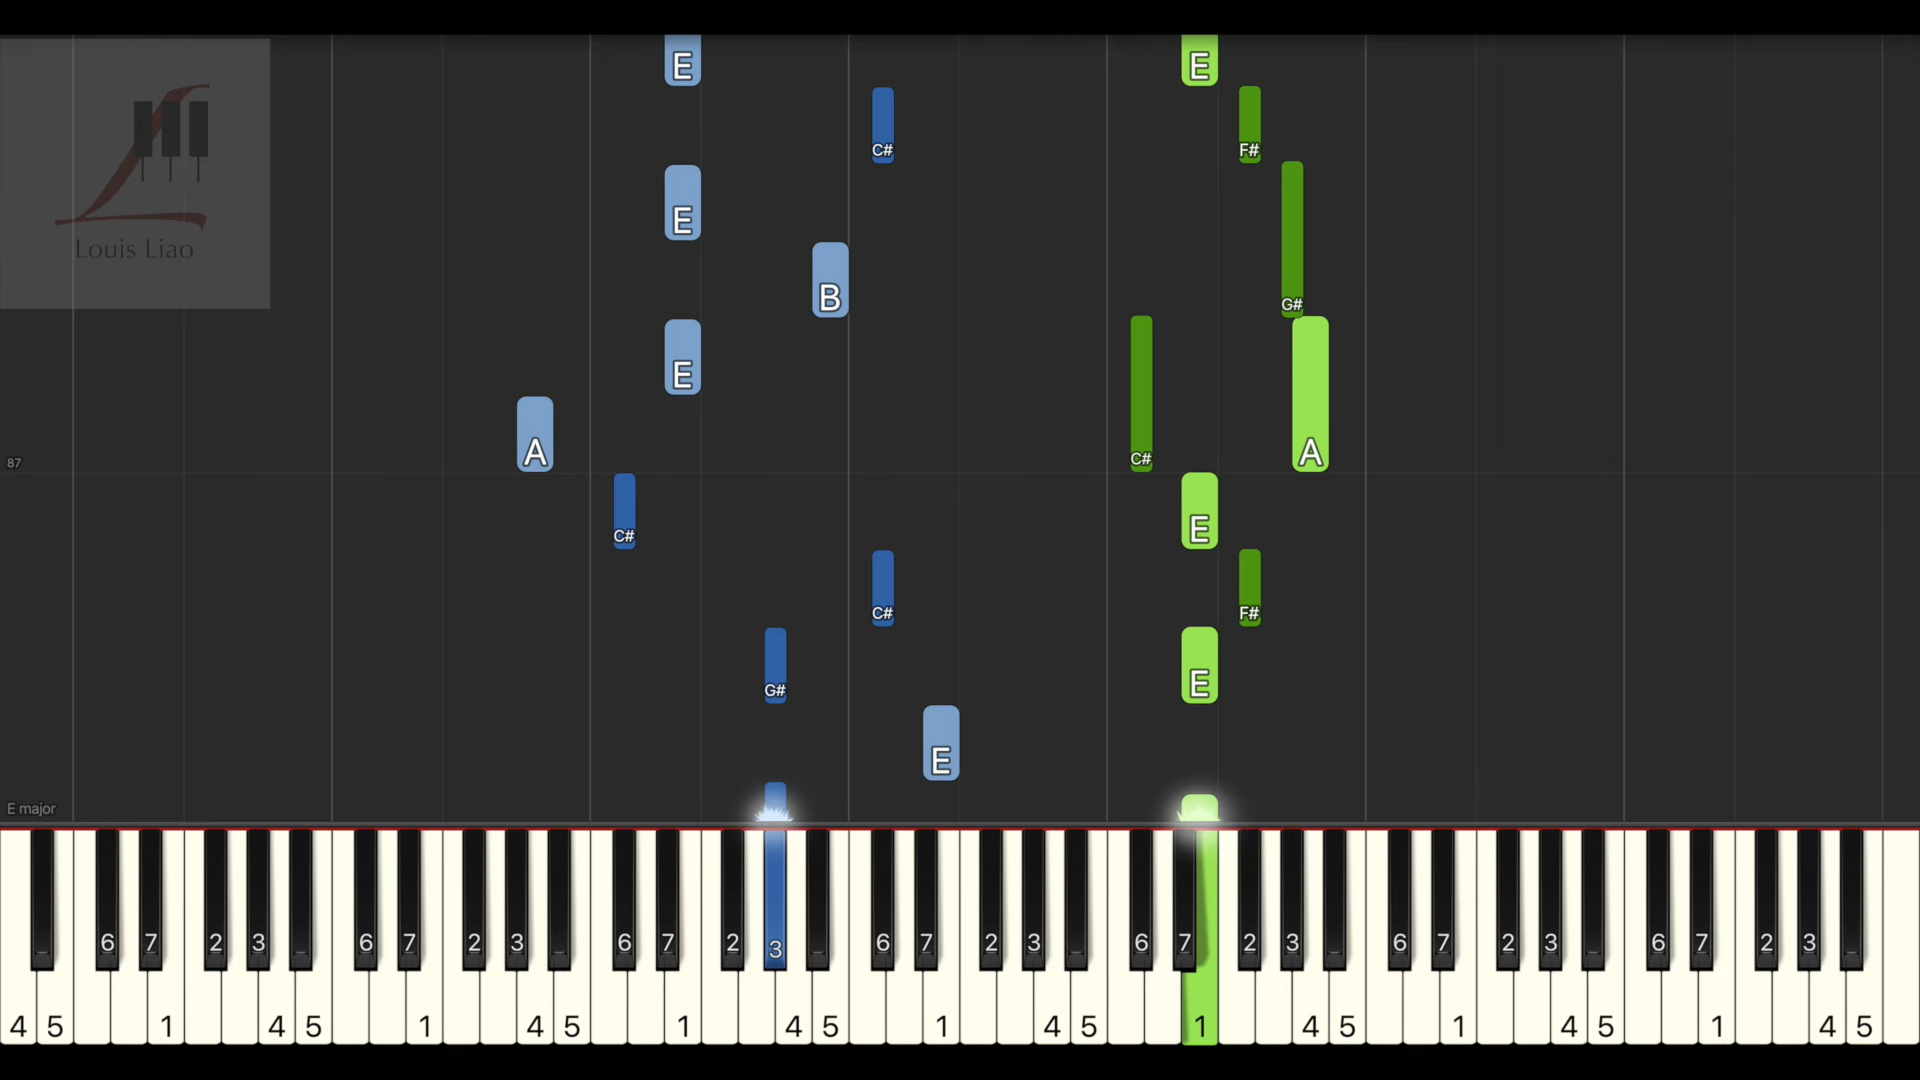 E E
C# F#
E
Louis Liao
B G#
E
A C# A
87
C# E
C# F#
G# E
E
E major
6 7 2 3 6 7 2 3 6 7 2 3 6 7 2 3 6 7 2 3 6 7 2 3 6 7 2 3
4 5 1 4 5 1 4 5 1 4 5 1 4 5 1 4 5 1 4 5 1 4 5